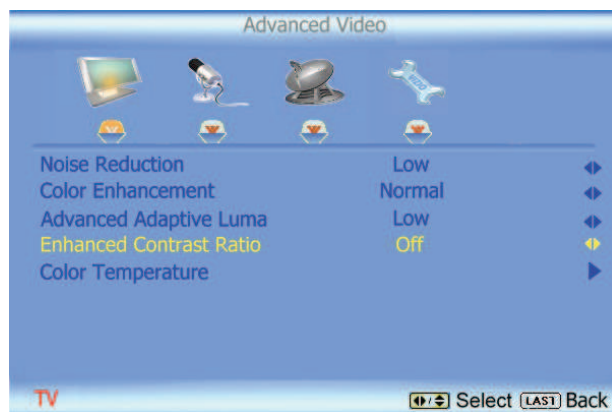 Advanced Video
Noise Reduction Low
Color Enhancement Normal
Advanced Adaptive Luma Low
Enhanced Contrast Ratio Off
Color Temperature
TV Select LAST Back